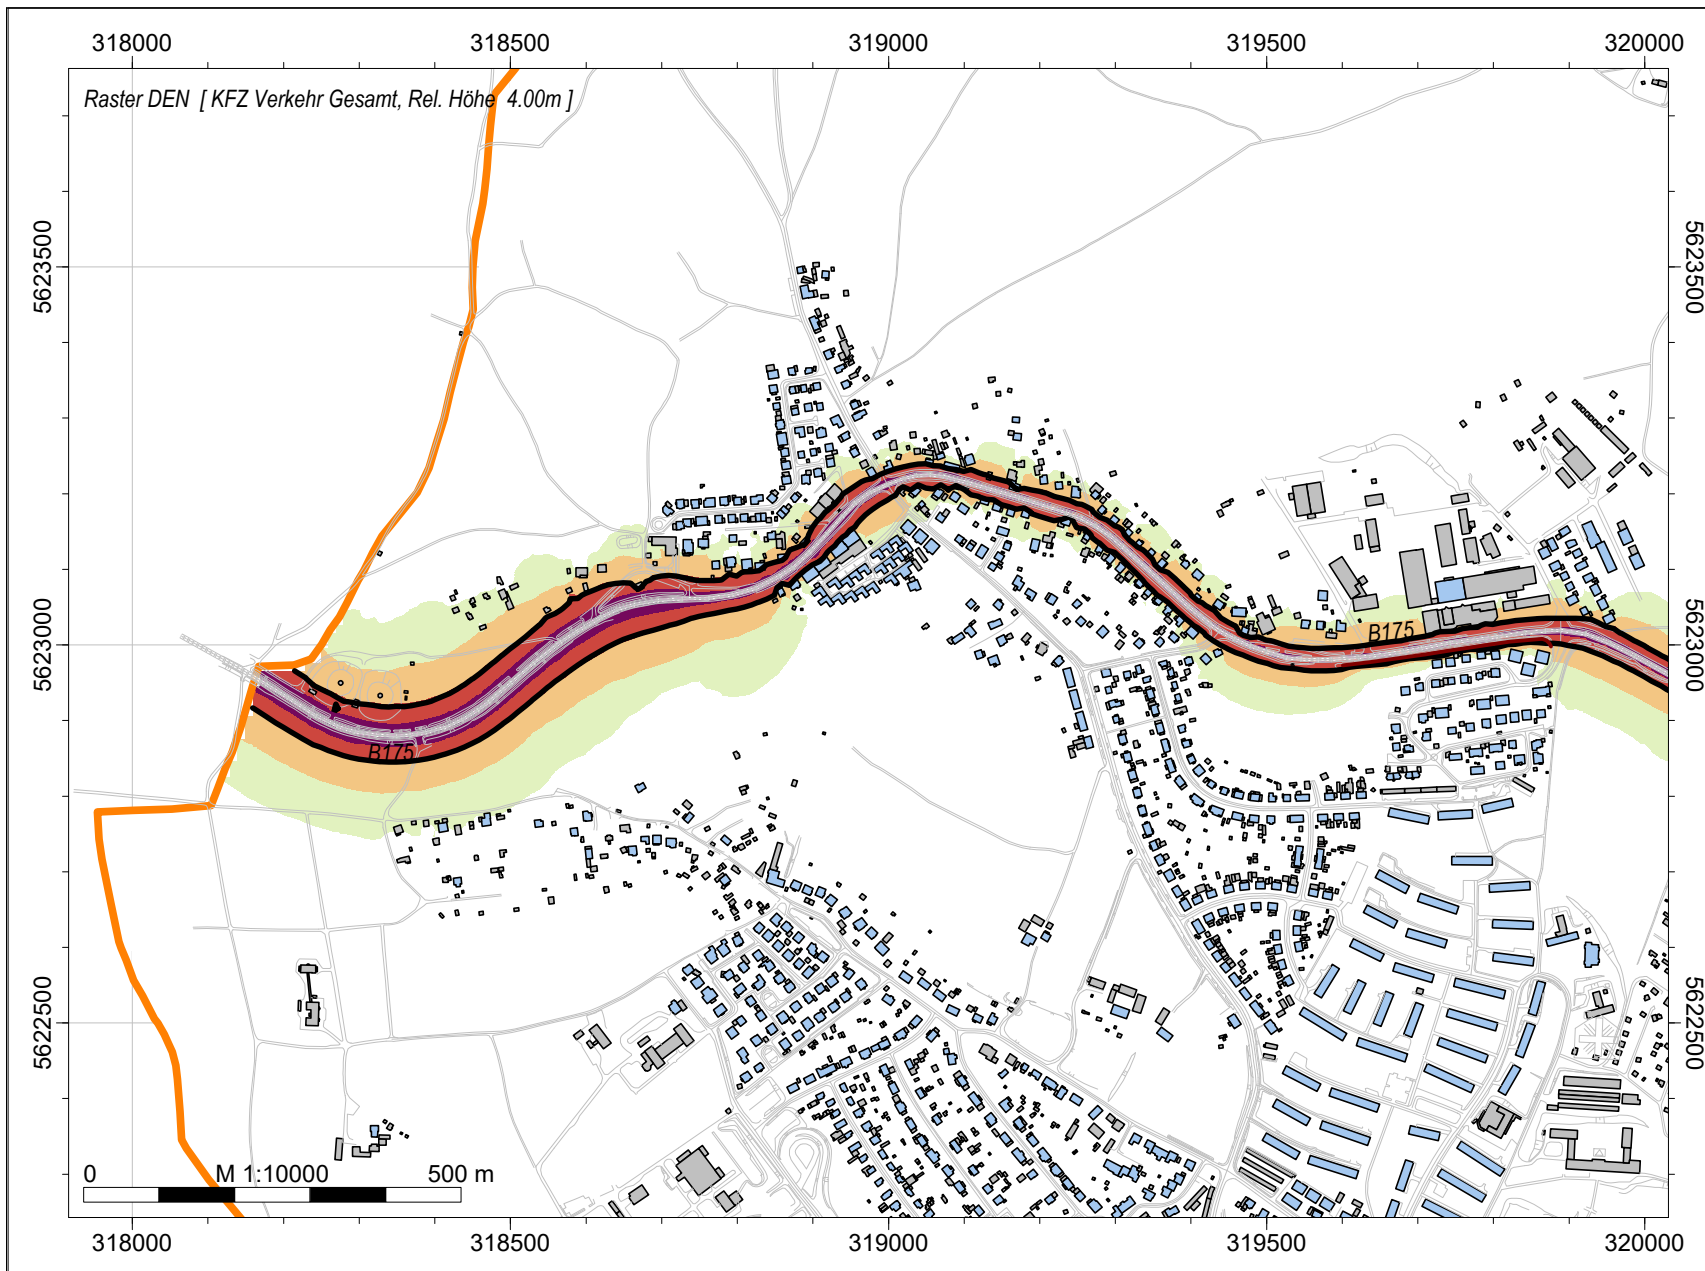 318000 318500 319000 319500 320000
Raster DEN [ KFZ Verkehr Gesamt, Rel. Höhe 4.00m ]
5623500 5623500
B175
5623000 5623000
B175
5622500 5622500
0 M 1:10000 500 m
318000 318500 319000 319500 320000